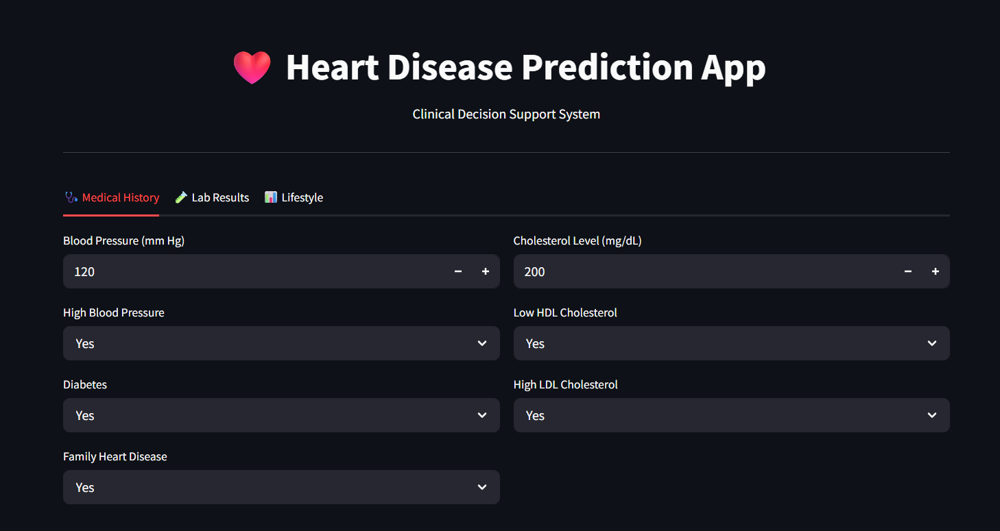 Heart Disease Prediction App
Clinical Decision Support System
Medical History
Lab Results
Lifestyle
Blood Pressure (mm Hg)
120
Cholesterol Level (mg/dL)
200
High Blood Pressure
Yes
Low HDL Cholesterol
Yes
Diabetes
Yes
High LDL Cholesterol
Yes
Family Heart Disease
Yes